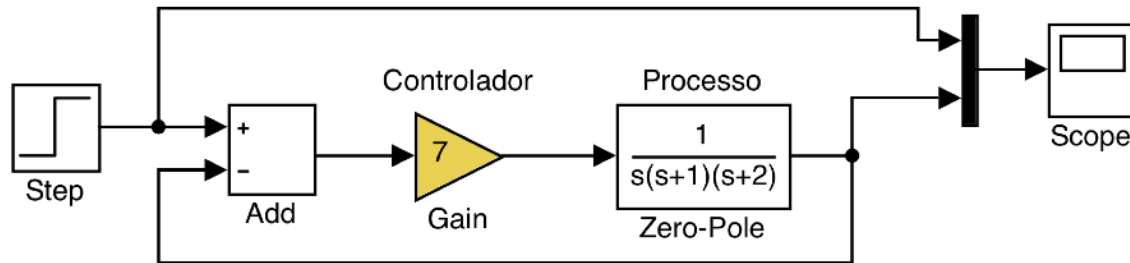 Controlador
Processo
+
−
7
1
s(s+1)(s+2)
Step
Add
Gain
Zero-Pole
Scope